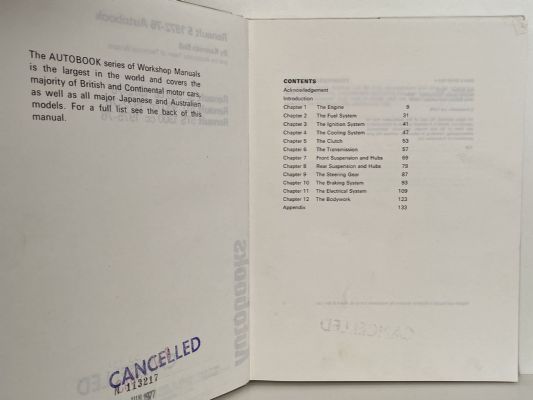 The AUTOBOOK series of Workshop Manuals
is the largest in the world and covers the
majority of British and Continental motor cars,
as well as all major Japanese and Australian
models. For a full list see the back of this
manual.
CANCELLED
113217
1977
CONTENTS
Acknowledgement
Introduction
Chapter 1 The Engine 9
Chapter 2 The Fuel System 31
Chapter 3 The Ignition System 41
Chapter 4 The Cooling System 47
Chapter 5 The Clutch 53
Chapter 6 The Transmission 57
Chapter 7 Front Suspension and Hubs 69
Chapter 8 Rear Suspension and Hubs 79
Chapter 9 The Steering Gear 87
Chapter 10 The Braking System 93
Chapter 11 The Electrical System 109
Chapter 12 The Bodywork 123
Appendix 133